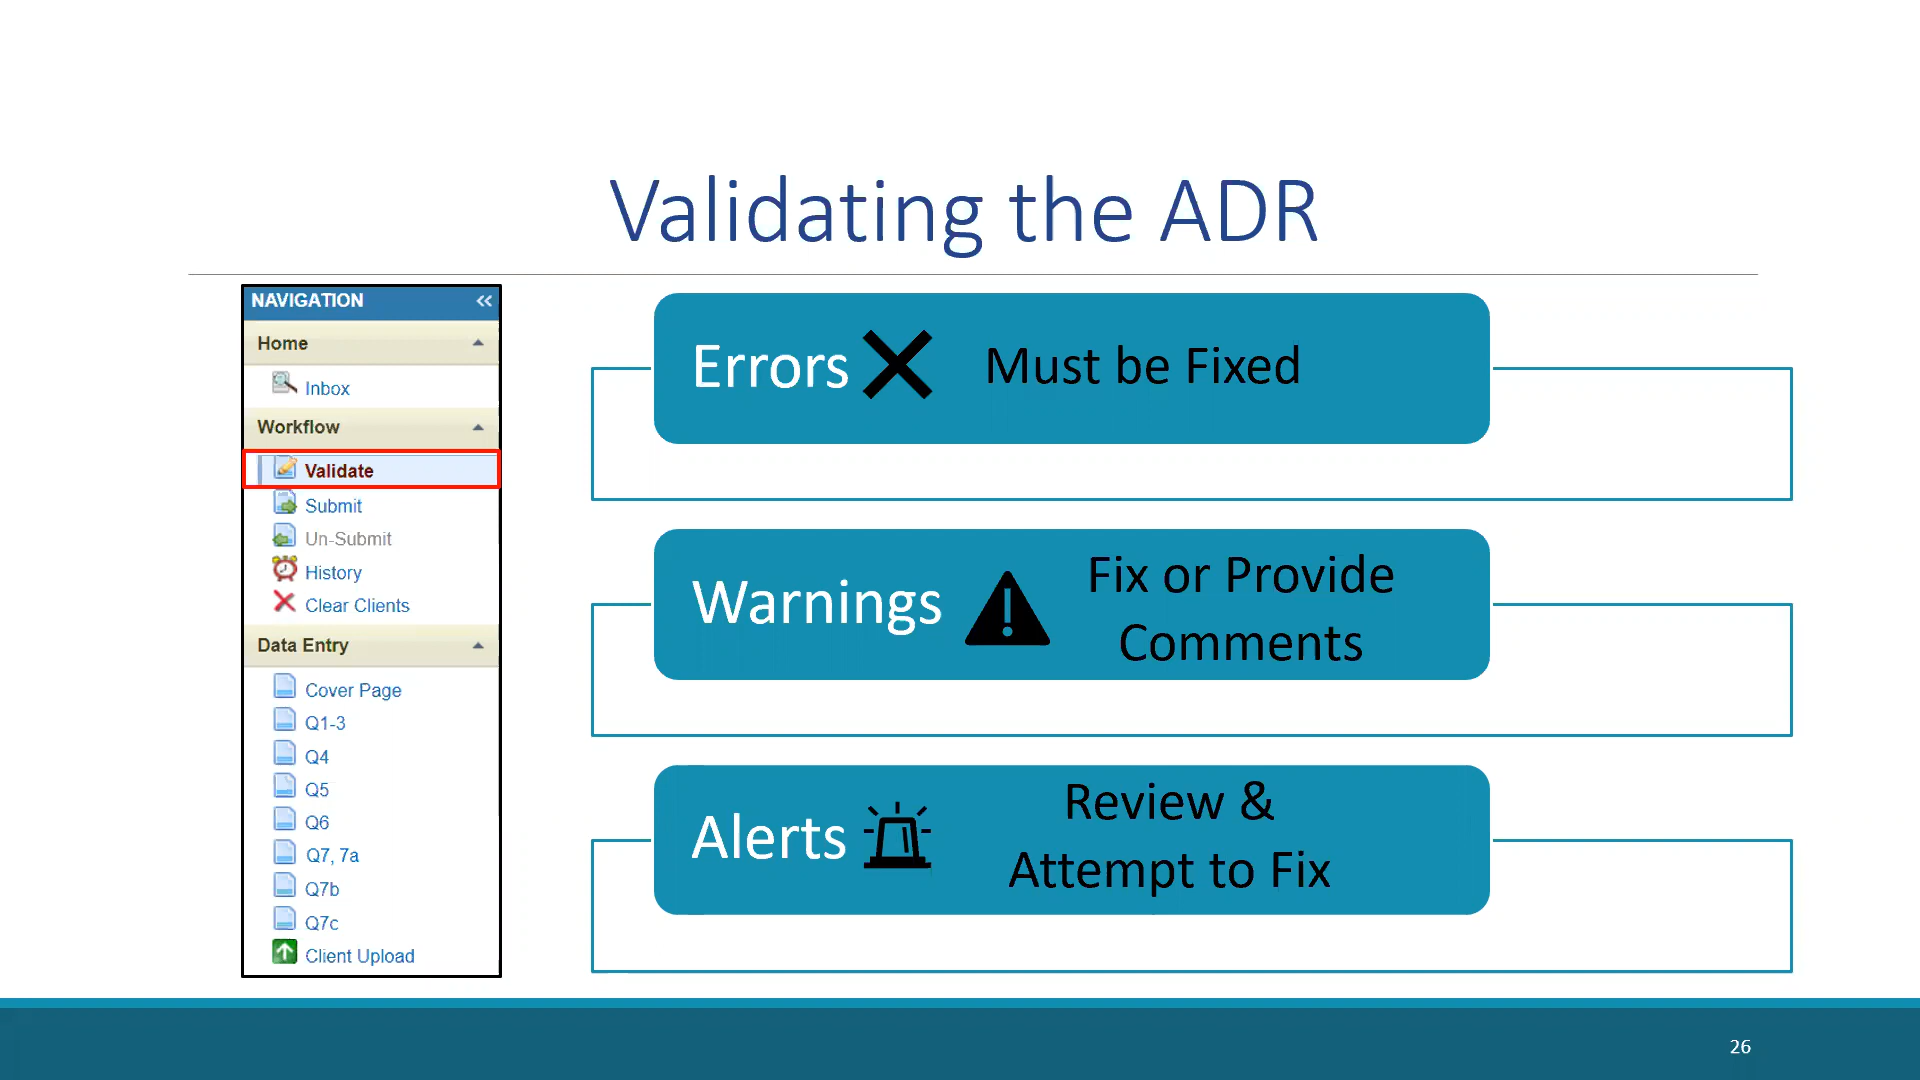 Validating the ADR
NAVIGATION
Home
Inbox
Workflow
Validate
Submit
Un-Submit
History
Clear Clients
Data Entry
Cover Page
Q1-3
Q4
Q5
Q6
Q7, 7a
Q7b
Q7c
Client Upload
Errors Must be Fixed
Warnings Fix or Provide
Comments
Alerts Review &
Attempt to Fix
26